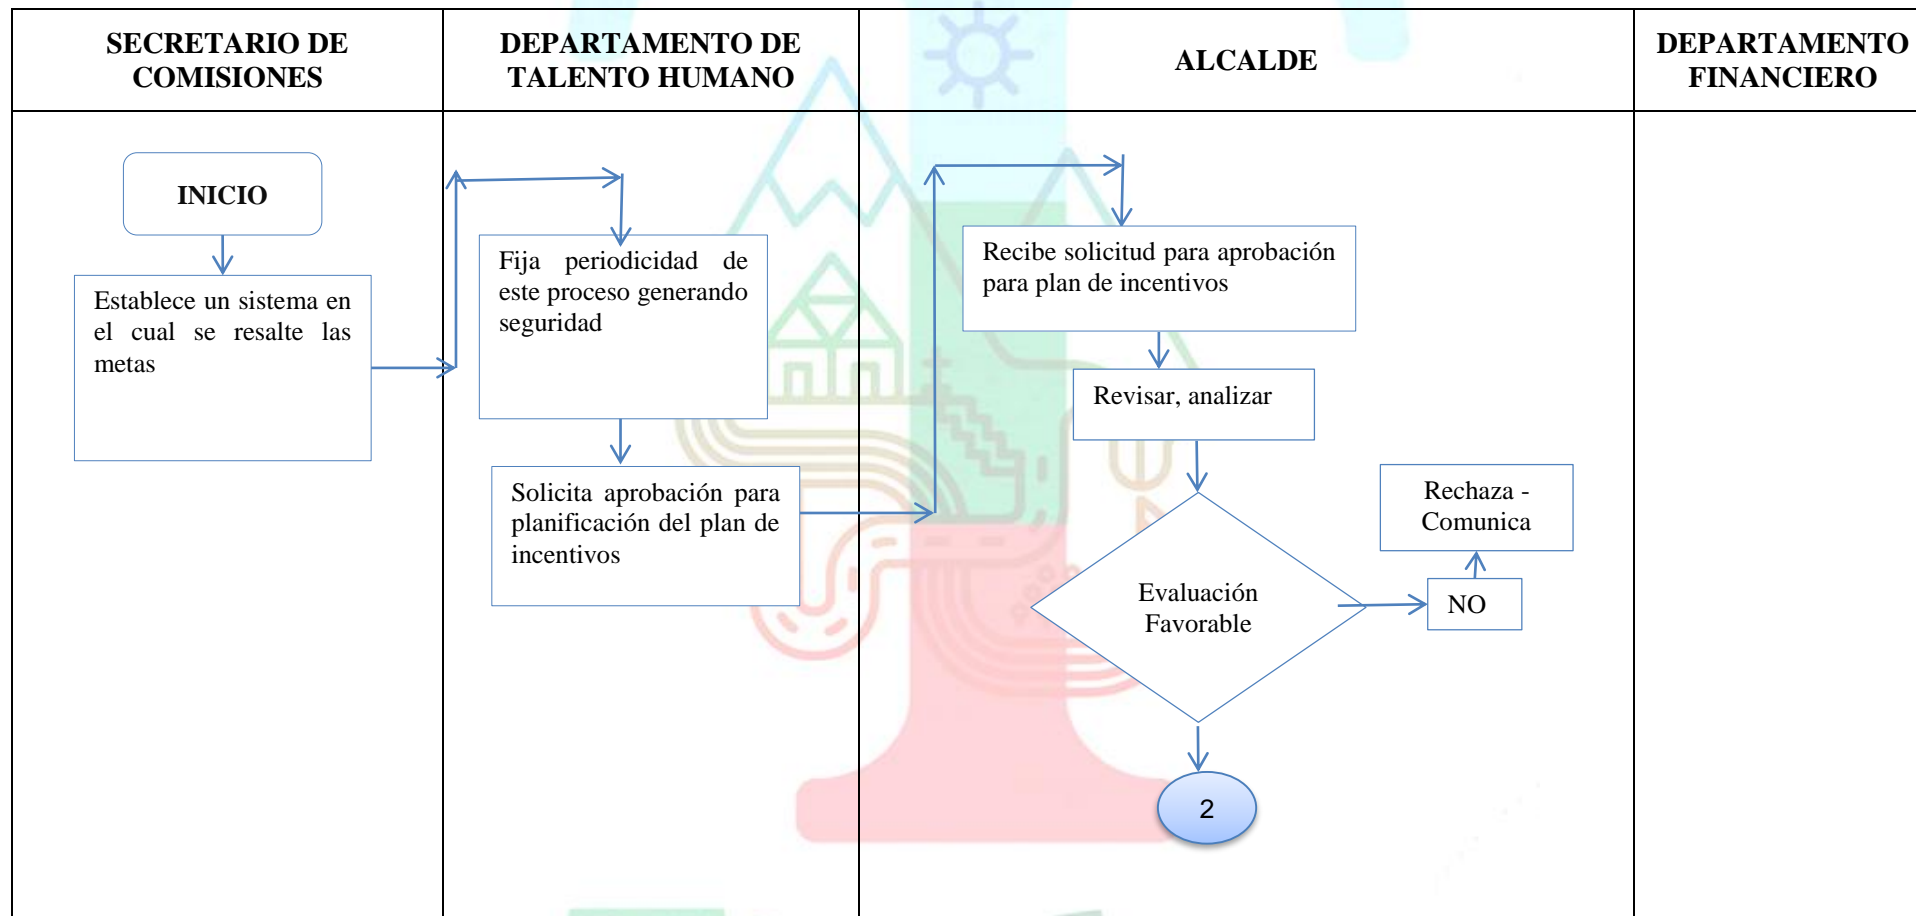 SECRETARIO DE
COMISIONES
DEPARTAMENTO DE
TALENTO HUMANO
ALCALDE
DEPARTAMENTO
FINANCIERO
INICIO
Establece un sistema en
el cual se resalte las
metas
Fija periodicidad de
este proceso generando
seguridad
Solicita aprobación para
planificación del plan de
incentivos
Recibe solicitud para aprobación
para plan de incentivos
Revisar, analizar
Evaluación
Favorable
NO
Rechaza -
Comunica
2